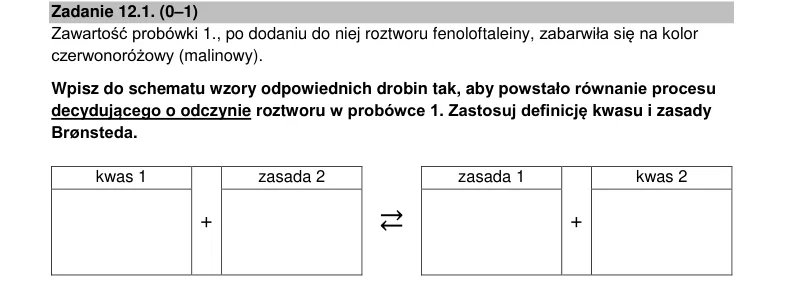 Zadanie 12.1. (0–1)
Zawartość probówki 1., po dodaniu do niej roztworu fenoloftaleiny, zabarwiła się na kolor
czerwonoróżowy (malinowy).
Wpisz do schematu wzory odpowiednich drobin tak, aby powstało równanie procesu
decydującego o odczynie roztworu w probówce 1. Zastosuj definicję kwasu i zasady
Brønsteda.
kwas 1 zasada 2 zasada 1 kwas 2
+ ⇄ +